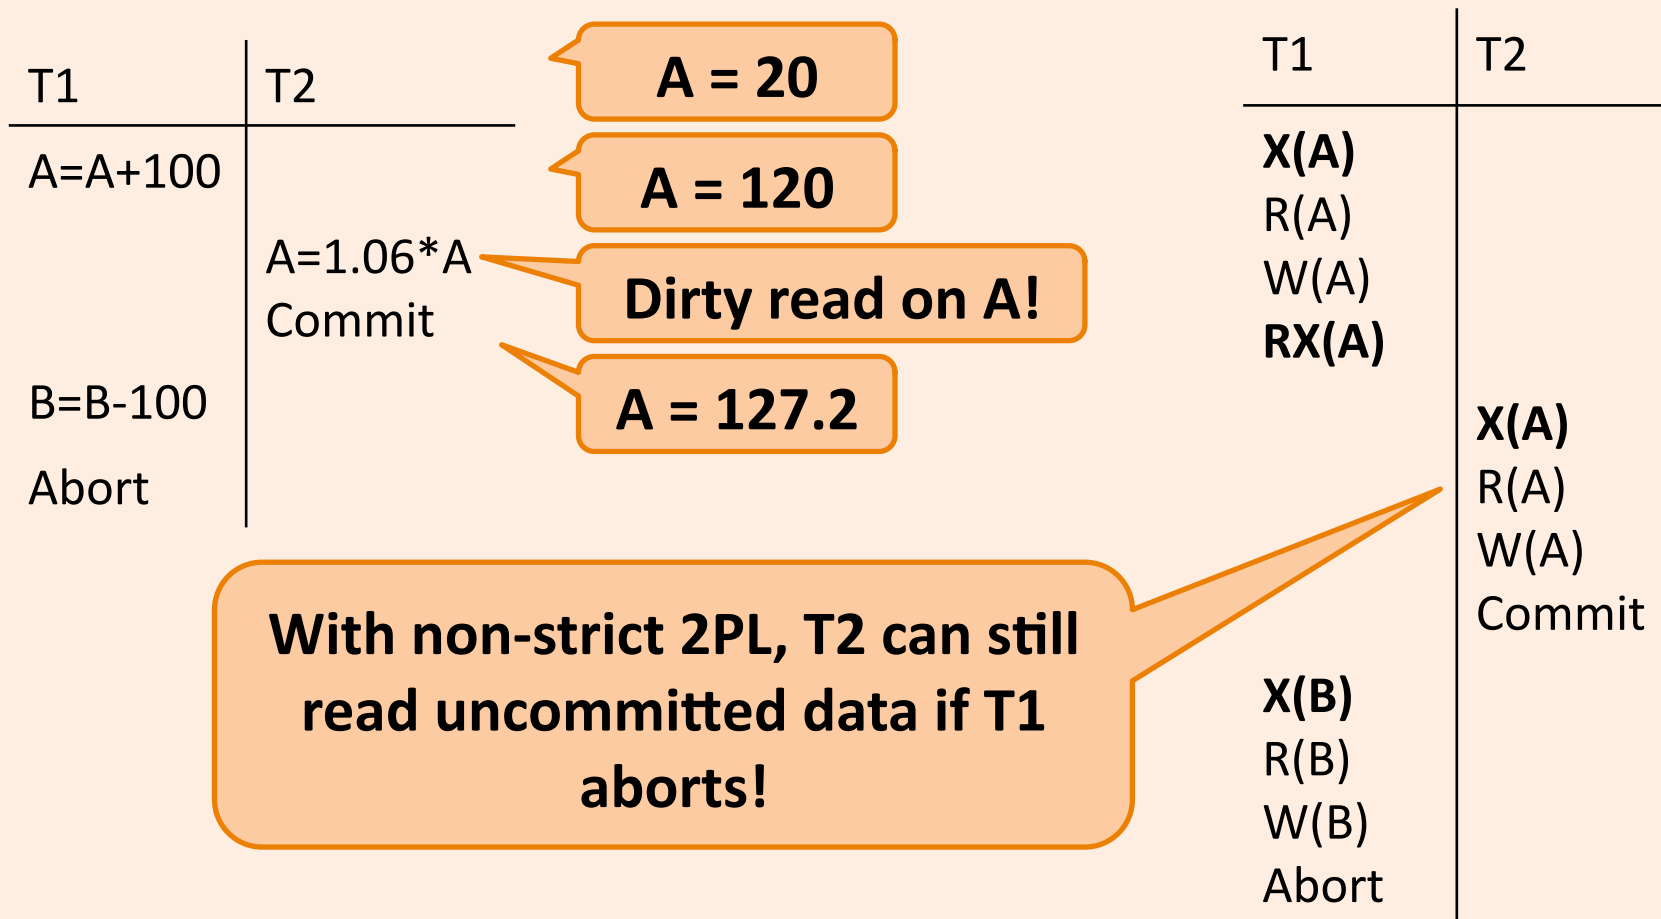 T1
T2
A=A+100
A=1.06*A
Commit
B=B-100
Abort
A = 20
A = 120
Dirty read on A!
A = 127.2
With non-strict 2PL, T2 can still
read uncommitted data if T1
aborts!
T1
T2
X(A)
R(A)
W(A)
RX(A)
X(A)
R(A)
W(A)
Commit
X(B)
R(B)
W(B)
Abort